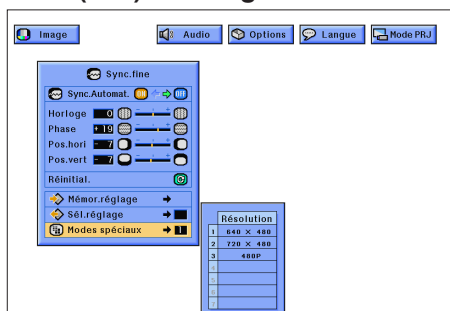 Image
Audio
Options
Langue
Mode PRJ
Sync.fine
Sync.Automat.
Horloge 0
Phase + 19
Pos.hori - 7
Pos.vert - 7
Réinitial.
Mémor.réglage
Sél.réglage
Modes spéciaux 1
Résolution
1 640 × 480
2 720 × 480
3 480P
4
5
6
7